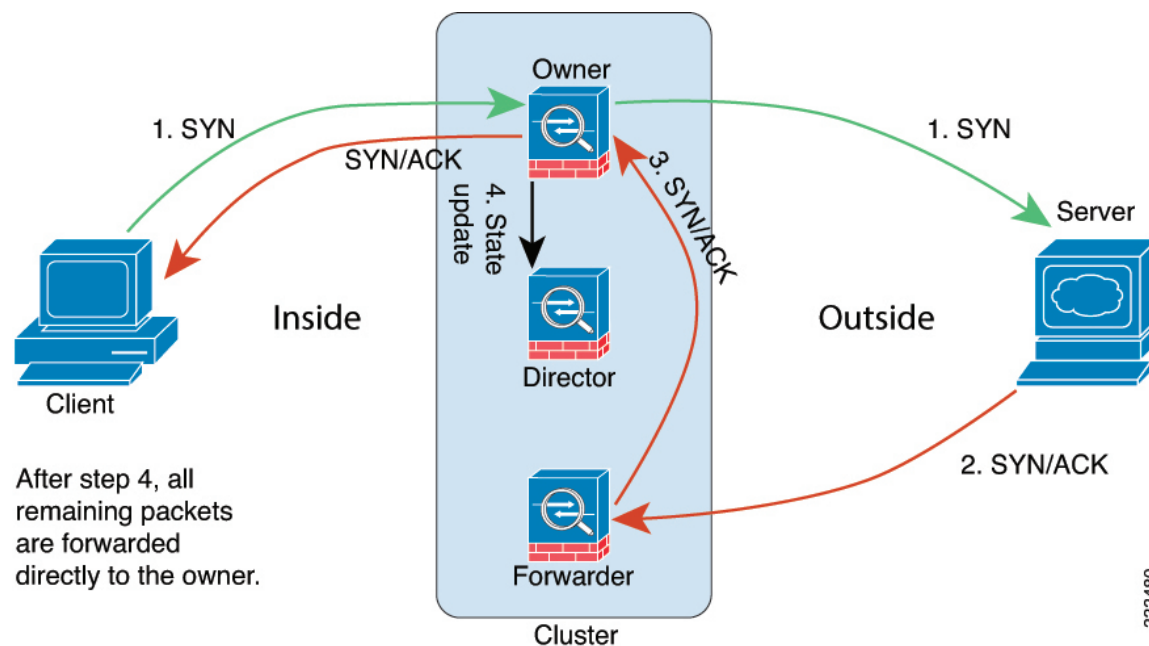 Owner
1. SYN
1. SYN
SYN/ACK
3. SYN/ACK
4. State
update
Server
Inside
Outside
Director
Client
2. SYN/ACK
After step 4, all
remaining packets
are forwarded
directly to the owner.
Forwarder
Cluster